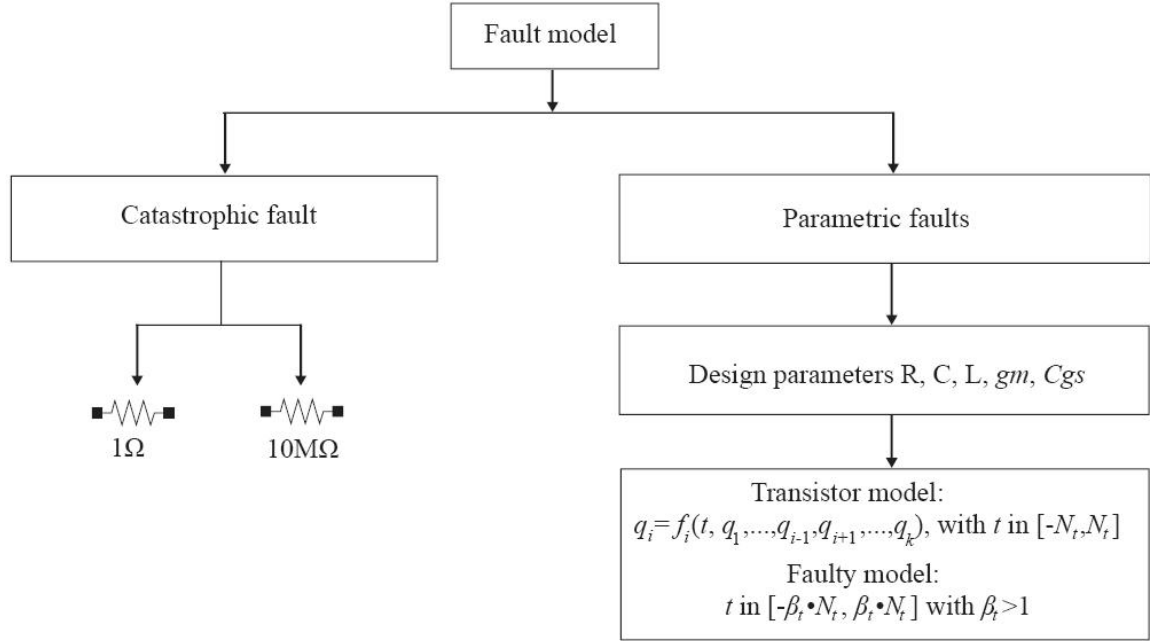 Fault model
Catastrophic fault
Parametric faults
1Ω
10MΩ
Design parameters R, C, L, gm, Cgs
Transistor model:
qᵢ=fᵢ(t, q₁,...,qᵢ₋₁,qᵢ₊₁,...,qₖ), with t in [-Nₜ,Nₜ]
Faulty model:
t in [-βₜ•Nₜ, βₜ•Nₜ] with βₜ>1